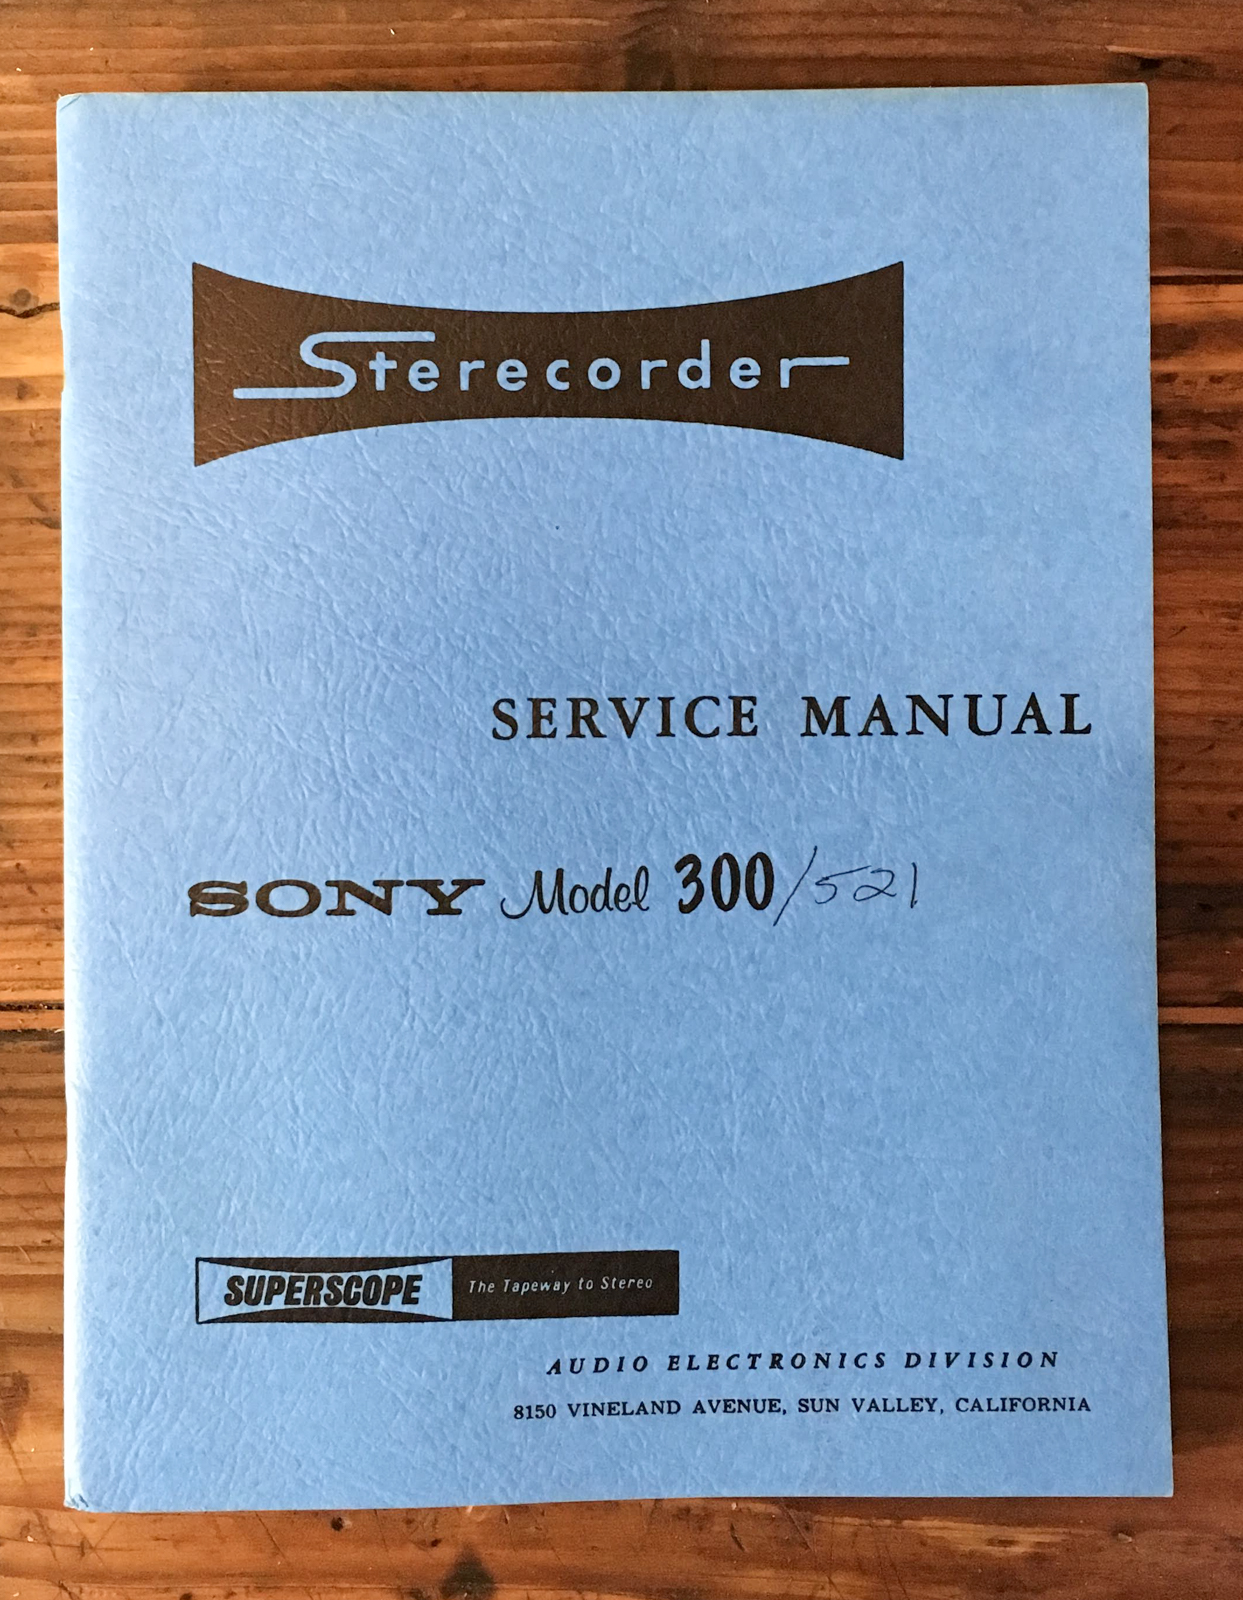 Sterecorder
SERVICE MANUAL
SONY Model 300/521
SUPERSCOPE The Tapeway to Stereo
AUDIO ELECTRONICS DIVISION
8150 VINELAND AVENUE, SUN VALLEY, CALIFORNIA